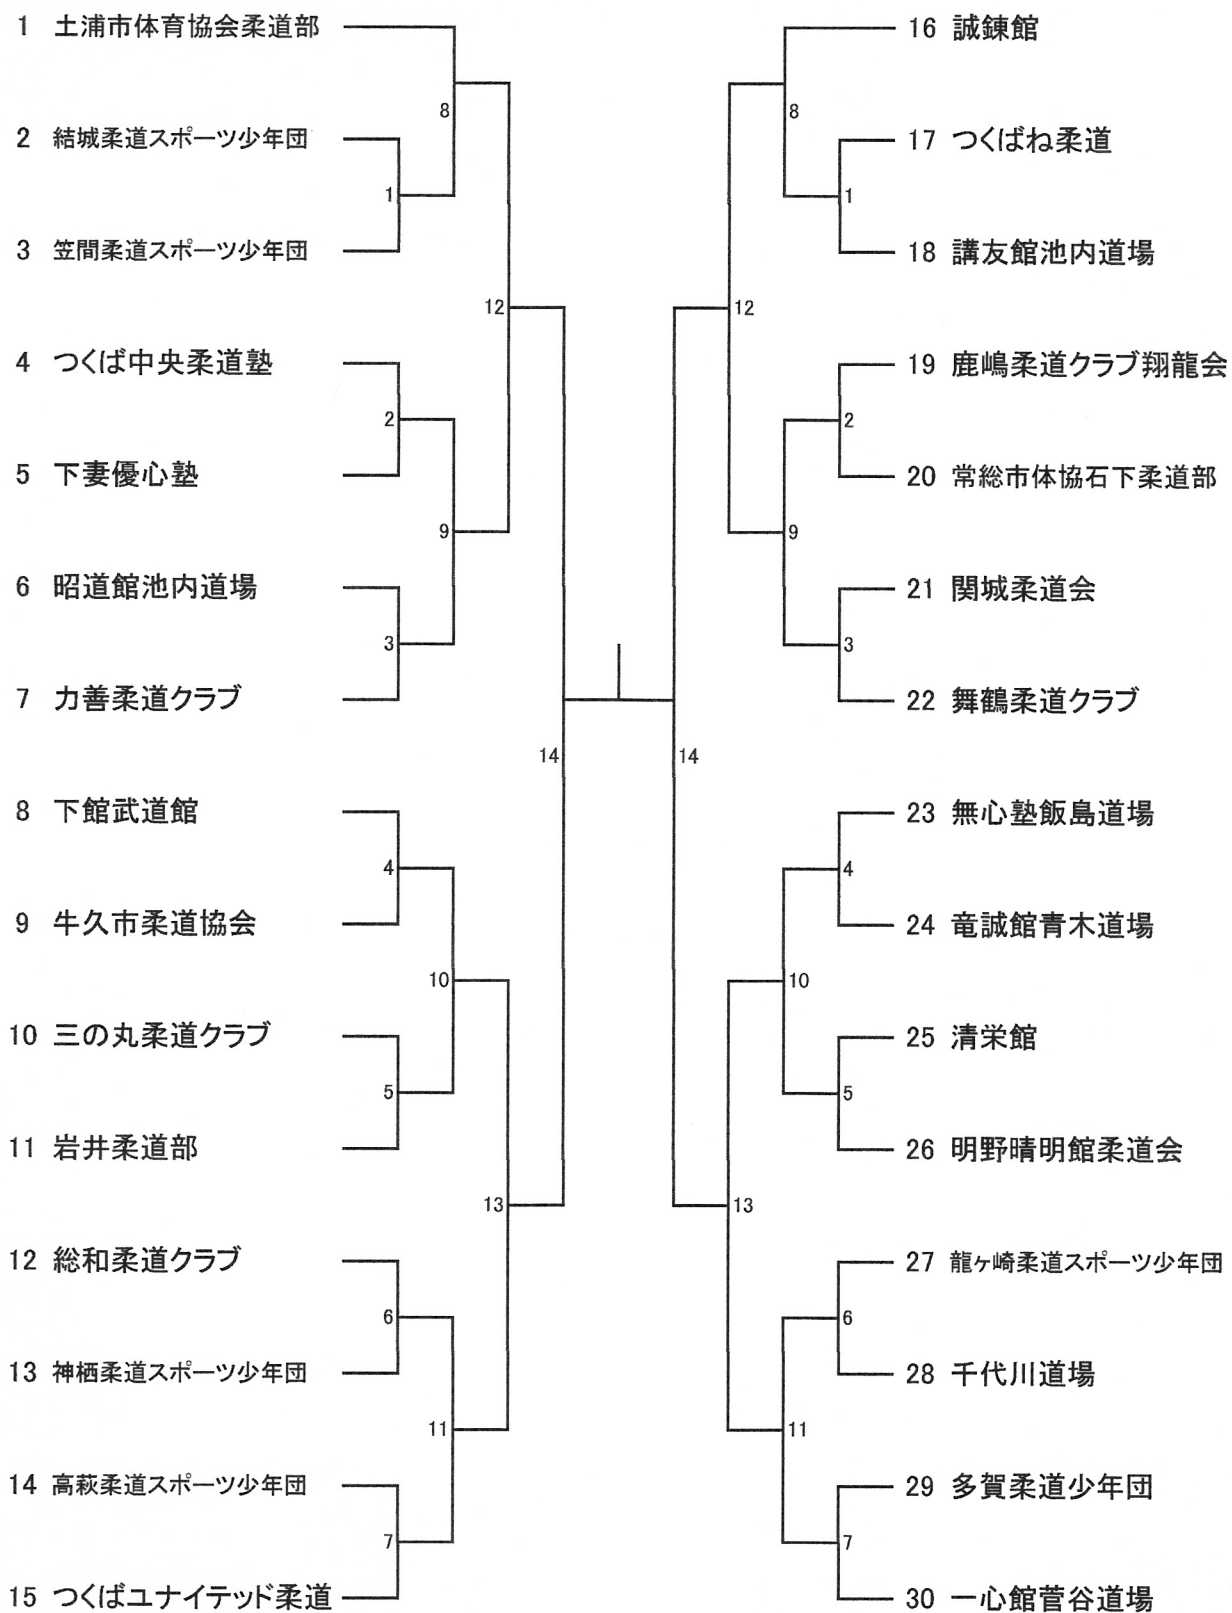 1 土浦市体育協会柔道部
2 結城柔道スポーツ少年団
3 笠間柔道スポーツ少年団
4 つくば中央柔道塾
5 下妻優心塾
6 昭道館池内道場
7 力善柔道クラブ
8 下館武道館
9 牛久市柔道協会
10 三の丸柔道クラブ
11 岩井柔道部
12 総和柔道クラブ
13 神栖柔道スポーツ少年団
14 高萩柔道スポーツ少年団
15 つくばユナイテッド柔道
8
1
12
2
9
3
14
4
10
5
13
6
11
7
8
1
12
2
9
3
14
4
10
5
13
6
11
7
16 誠錬館
17 つくばね柔道
18 講友館池内道場
19 鹿嶋柔道クラブ翔龍会
20 常総市体協石下柔道部
21 関城柔道会
22 舞鶴柔道クラブ
23 無心塾飯島道場
24 竜誠館青木道場
25 清栄館
26 明野晴明館柔道会
27 龍ヶ崎柔道スポーツ少年団
28 千代川道場
29 多賀柔道少年団
30 一心館菅谷道場